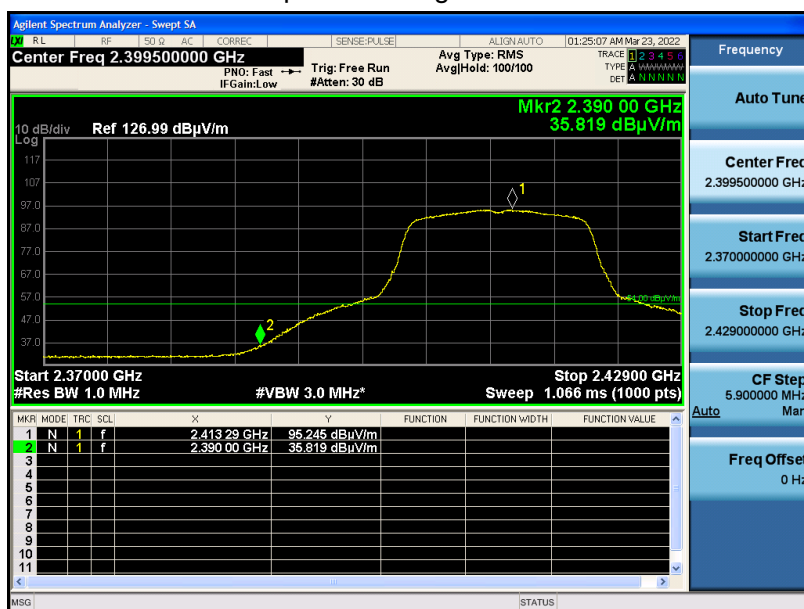 Agilent Spectrum Analyzer - Swept SA
LXI RL RF 50 Ω AC CORREC SENSE:PULSE ALIGN AUTO 01:25:07 AM Mar 23, 2022
Center Freq 2.399500000 GHz
PNO: Fast
IFGain:Low
Trig: Free Run
#Atten: 30 dB
Avg Type: RMS
Avg|Hold: 100/100
TRACE 1 2 3 4 5 6
TYPE A WWWWW
DET A N N N N N
Frequency
Mkr2 2.390 00 GHz
35.819 dBµV/m
10 dB/div Ref 126.99 dBµV/m
Log
117
107
97.0
87.0
77.0
67.0
57.0
47.0
37.0
1
2
54.00 dBµV/m
Start 2.37000 GHz Stop 2.42900 GHz
#Res BW 1.0 MHz #VBW 3.0 MHz* Sweep 1.066 ms (1000 pts)
MKR MODE TRC SCL X Y FUNCTION FUNCTION WIDTH FUNCTION VALUE
1 N 1 f 2.413 29 GHz 95.245 dBµV/m
2 N 1 f 2.390 00 GHz 35.819 dBµV/m
3
4
5
6
7
8
9
10
11
MSG STATUS
Auto Tune
Center Freq
2.399500000 GHz
Start Freq
2.370000000 GHz
Stop Freq
2.429000000 GHz
CF Step
5.900000 MHz
Auto Man
Freq Offset
0 Hz